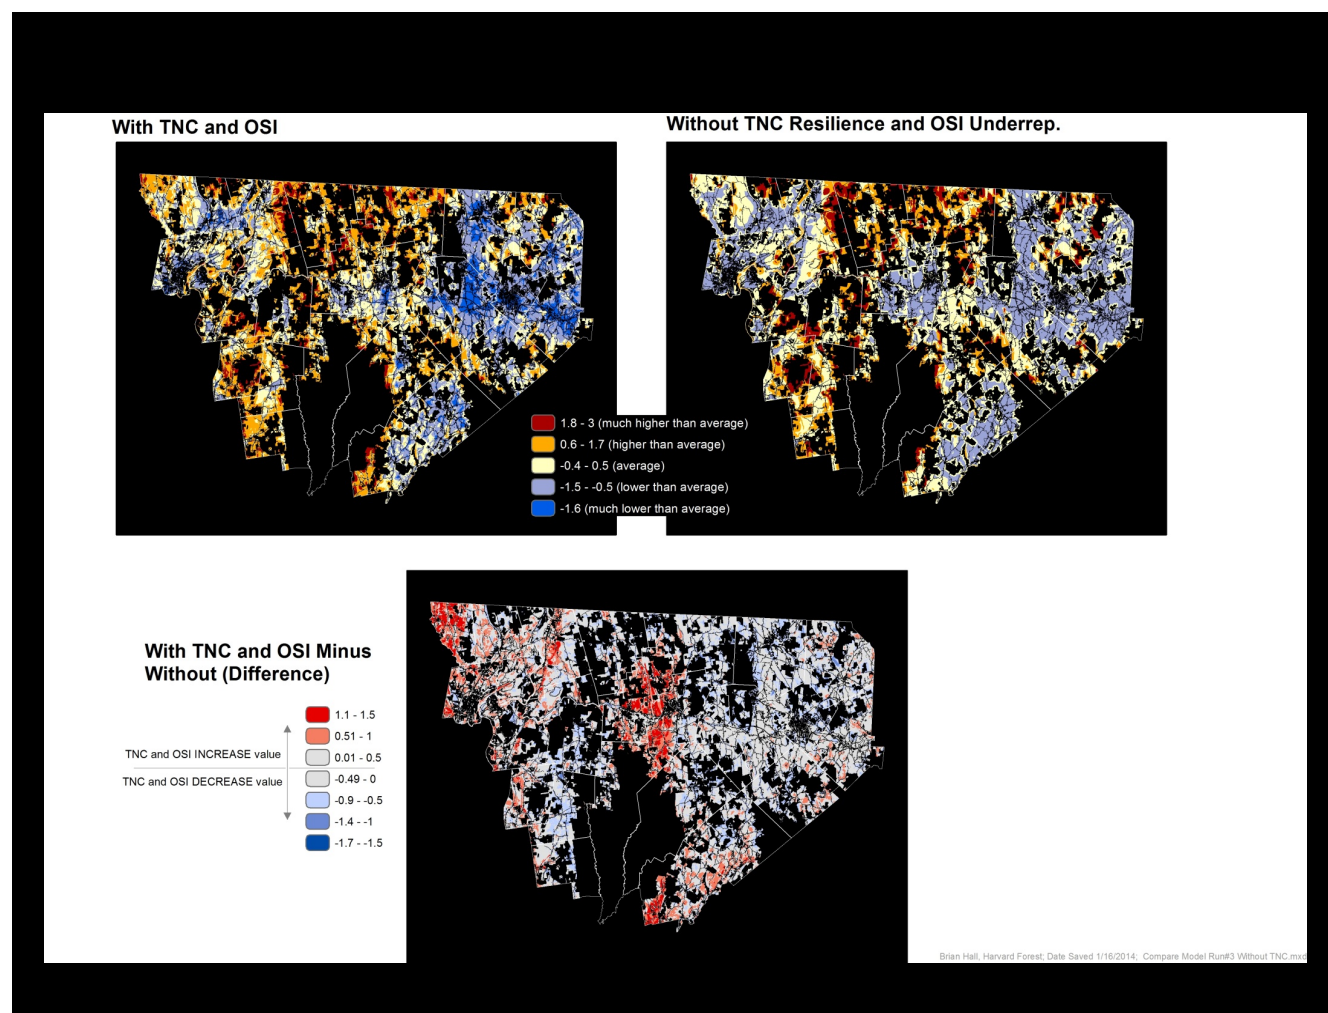 With TNC and OSI
Without TNC Resilience and OSI Underrep.
1.8 - 3 (much higher than average)
0.6 - 1.7 (higher than average)
-0.4 - 0.5 (average)
-1.5 - -0.5 (lower than average)
-1.6 (much lower than average)
With TNC and OSI Minus
Without (Difference)
1.1 - 1.5
0.51 - 1
TNC and OSI INCREASE value
0.01 - 0.5
TNC and OSI DECREASE value
-0.49 - 0
-0.9 - -0.5
-1.4 - -1
-1.7 - -1.5
Brian Hall, Harvard Forest; Date Saved 1/16/2014; Compare Model Run#3 Without TNC.mxd